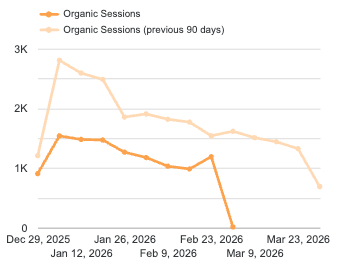 Organic Sessions
Organic Sessions (previous 90 days)
3K
2K
1K
0
Dec 29, 2025 Jan 26, 2026 Feb 23, 2026 Mar 23, 2026
Jan 12, 2026 Feb 9, 2026 Mar 9, 2026